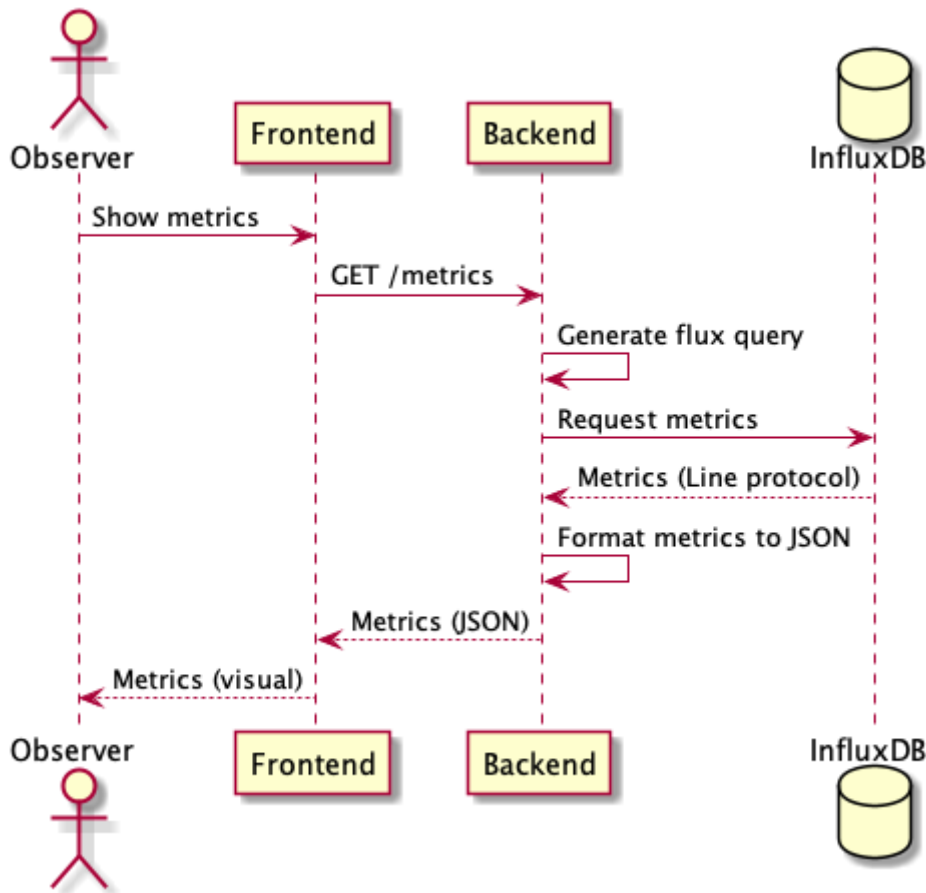 Observer
Frontend
Backend
InfluxDB
Show metrics
GET /metrics
Generate flux query
Request metrics
Metrics (Line protocol)
Format metrics to JSON
Metrics (JSON)
Metrics (visual)
Observer
Frontend
Backend
InfluxDB